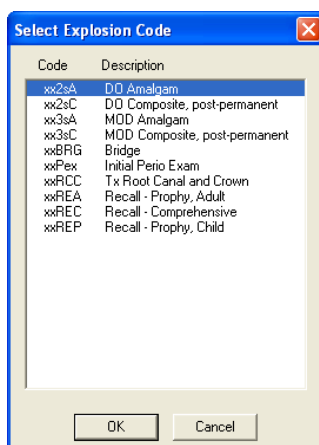 Select Explosion Code
Code Description
xx2sA DO Amalgam
xx2sC DO Composite, post-permanent
xx3sA MOD Amalgam
xx3sC MOD Composite, post-permanent
xxBRG Bridge
xxPex Initial Perio Exam
xxRCC Tx Root Canal and Crown
xxREA Recall - Prophy, Adult
xxREC Recall - Comprehensive
xxREP Recall - Prophy, Child
OK Cancel